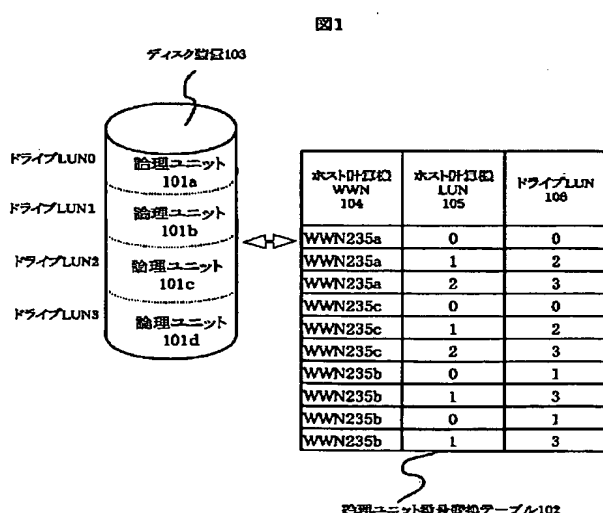 図1
ディスク装置103
ドライブLUN0
論理ユニット
101a
ドライブLUN1
論理ユニット
101b
ドライブLUN2
論理ユニット
101c
ドライブLUN3
論理ユニット
101d
ホスト計算機 WWN 104 ホスト計算機 LUN 105 ドライブLUN 106
WWN235a 0 0
WWN235a 1 2
WWN235a 2 3
WWN235c 0 0
WWN235c 1 2
WWN235c 2 3
WWN235b 0 1
WWN235b 1 3
WWN235b 0 1
WWN235b 1 3
論理ユニット番号変換テーブル102